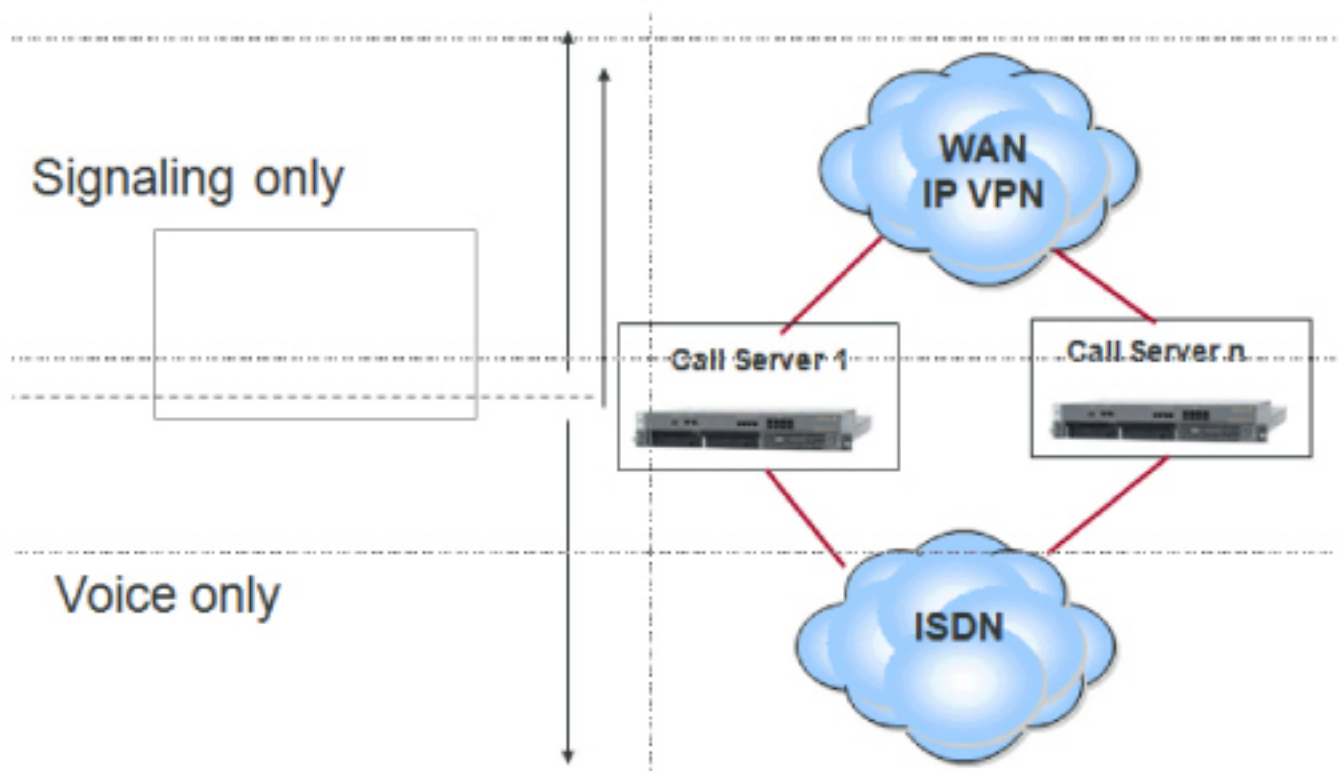 Signaling only
WAN
IP VPN
Call Server 1
Call Server n
Voice only
ISDN